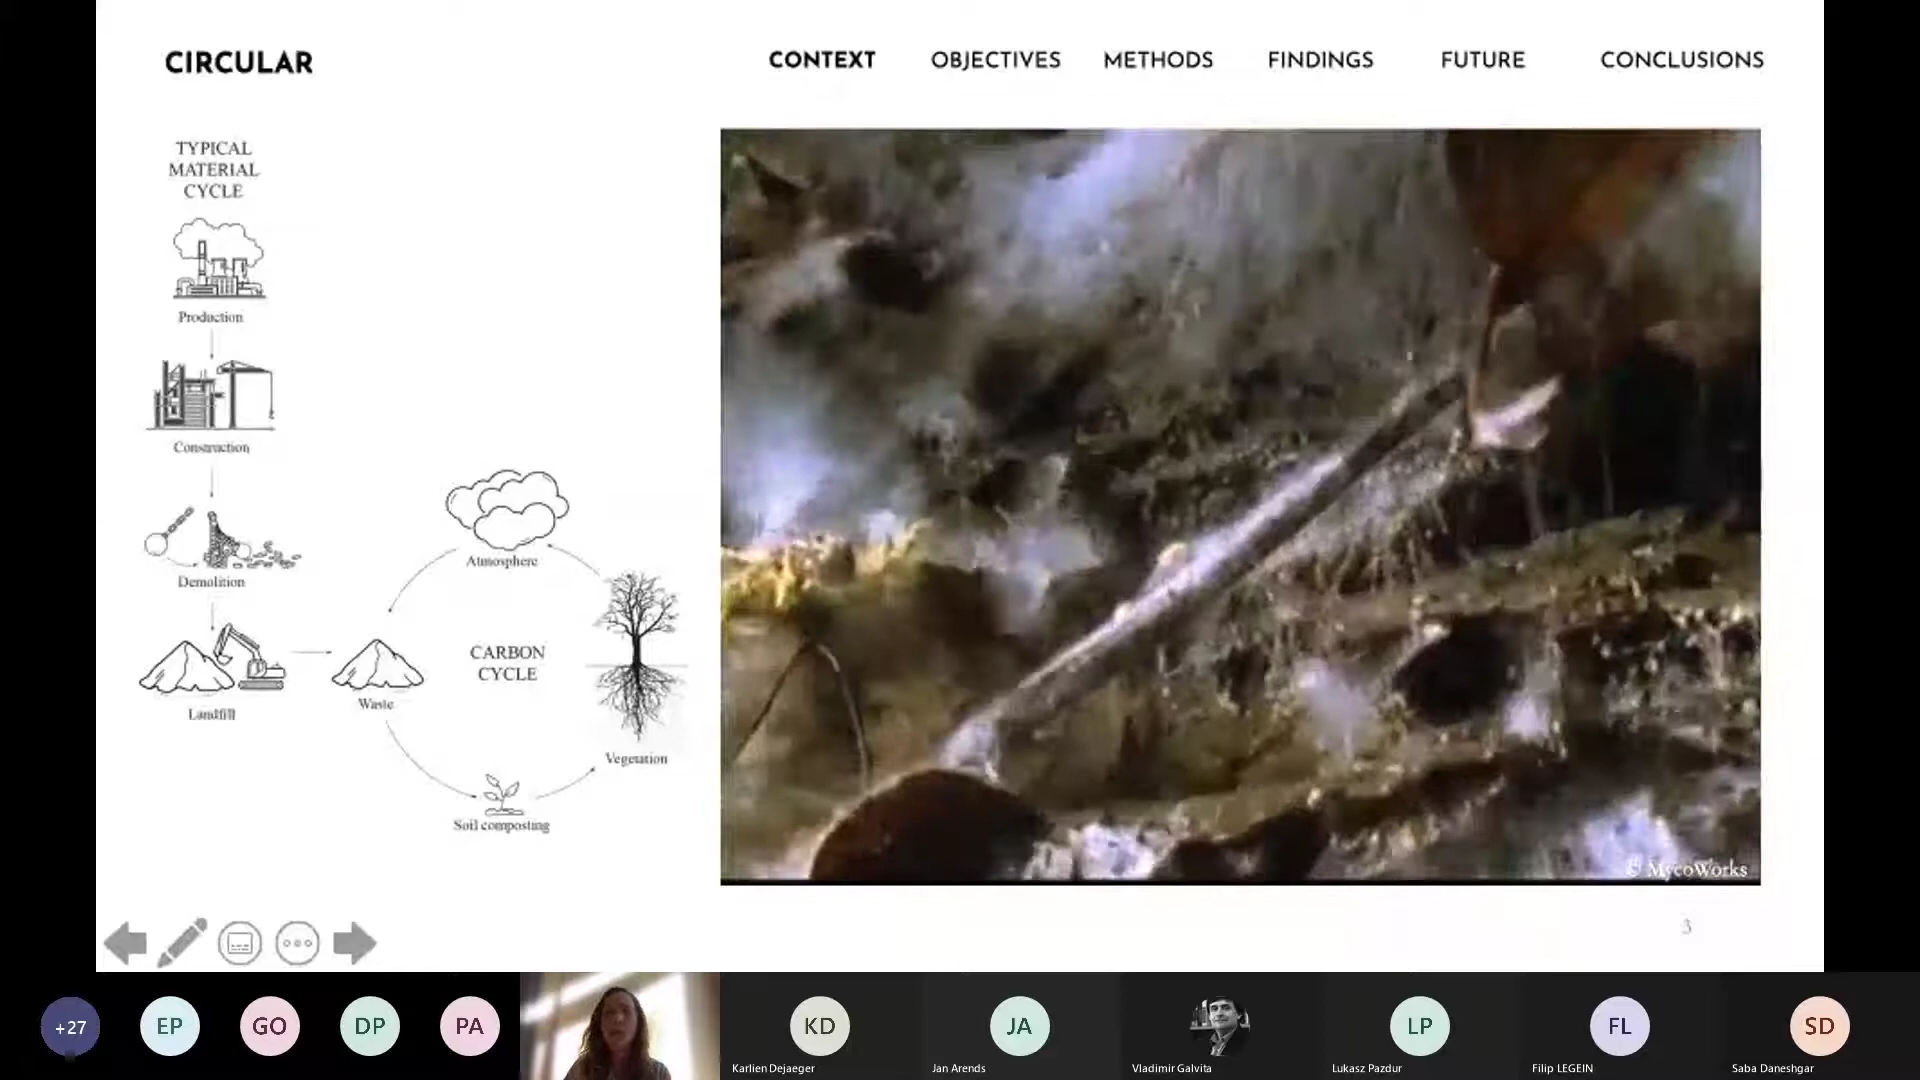 CIRCULAR
CONTEXT
OBJECTIVES
METHODS
FINDINGS
FUTURE
CONCLUSIONS
TYPICAL
MATERIAL
CYCLE
Production
Construction
Demolition
Landfill
Waste
Atmosphere
CARBON
CYCLE
Vegetation
Soil composting
© MycoWorks
3
+27
EP
GO
DP
PA
KD
Karlien Dejaeger
JA
Jan Arends
Vladimir Galvita
LP
Lukasz Pazdur
FL
Filip LEGEIN
SD
Saba Daneshgar